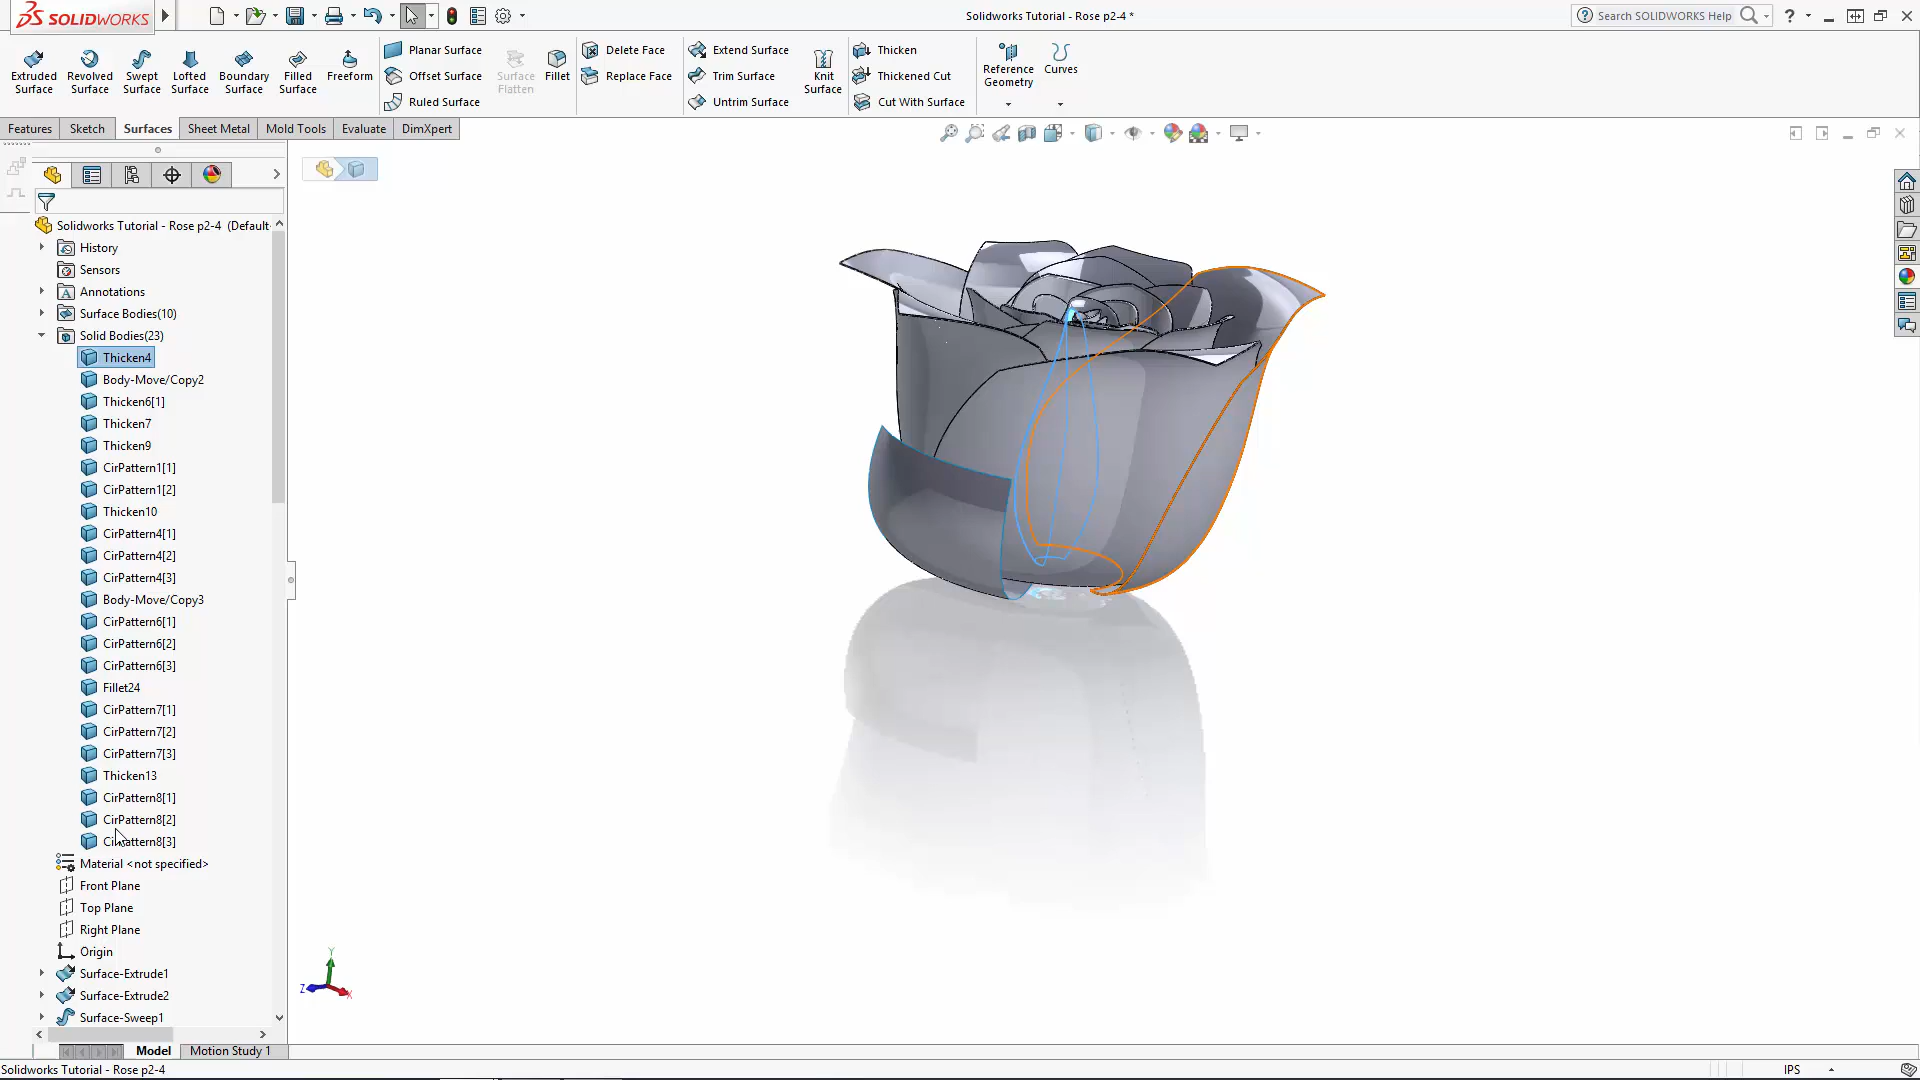 SOLIDWORKS
Solidworks Tutorial - Rose p2-4 *
Search SOLIDWORKS Help
Extruded Surface
Revolved Surface
Swept Surface
Lofted Surface
Boundary Surface
Filled Surface
Freeform
Planar Surface
Offset Surface
Ruled Surface
Surface Flatten
Fillet
Delete Face
Replace Face
Extend Surface
Trim Surface
Untrim Surface
Knit Surface
Thicken
Thickened Cut
Cut With Surface
Reference Geometry
Curves
Features
Sketch
Surfaces
Sheet Metal
Mold Tools
Evaluate
DimXpert
Solidworks Tutorial - Rose p2-4 (Default
History
Sensors
Annotations
Surface Bodies(10)
Solid Bodies(23)
Thicken4
Body-Move/Copy2
Thicken6[1]
Thicken7
Thicken9
CirPattern1[1]
CirPattern1[2]
Thicken10
CirPattern4[1]
CirPattern4[2]
CirPattern4[3]
Body-Move/Copy3
CirPattern6[1]
CirPattern6[2]
CirPattern6[3]
Fillet24
CirPattern7[1]
CirPattern7[2]
CirPattern7[3]
Thicken13
CirPattern8[1]
CirPattern8[2]
CirPattern8[3]
Material <not specified>
Front Plane
Top Plane
Right Plane
Origin
Surface-Extrude1
Surface-Extrude2
Surface-Sweep1
Y
Z
X
Model
Motion Study 1
Solidworks Tutorial - Rose p2-4
IPS